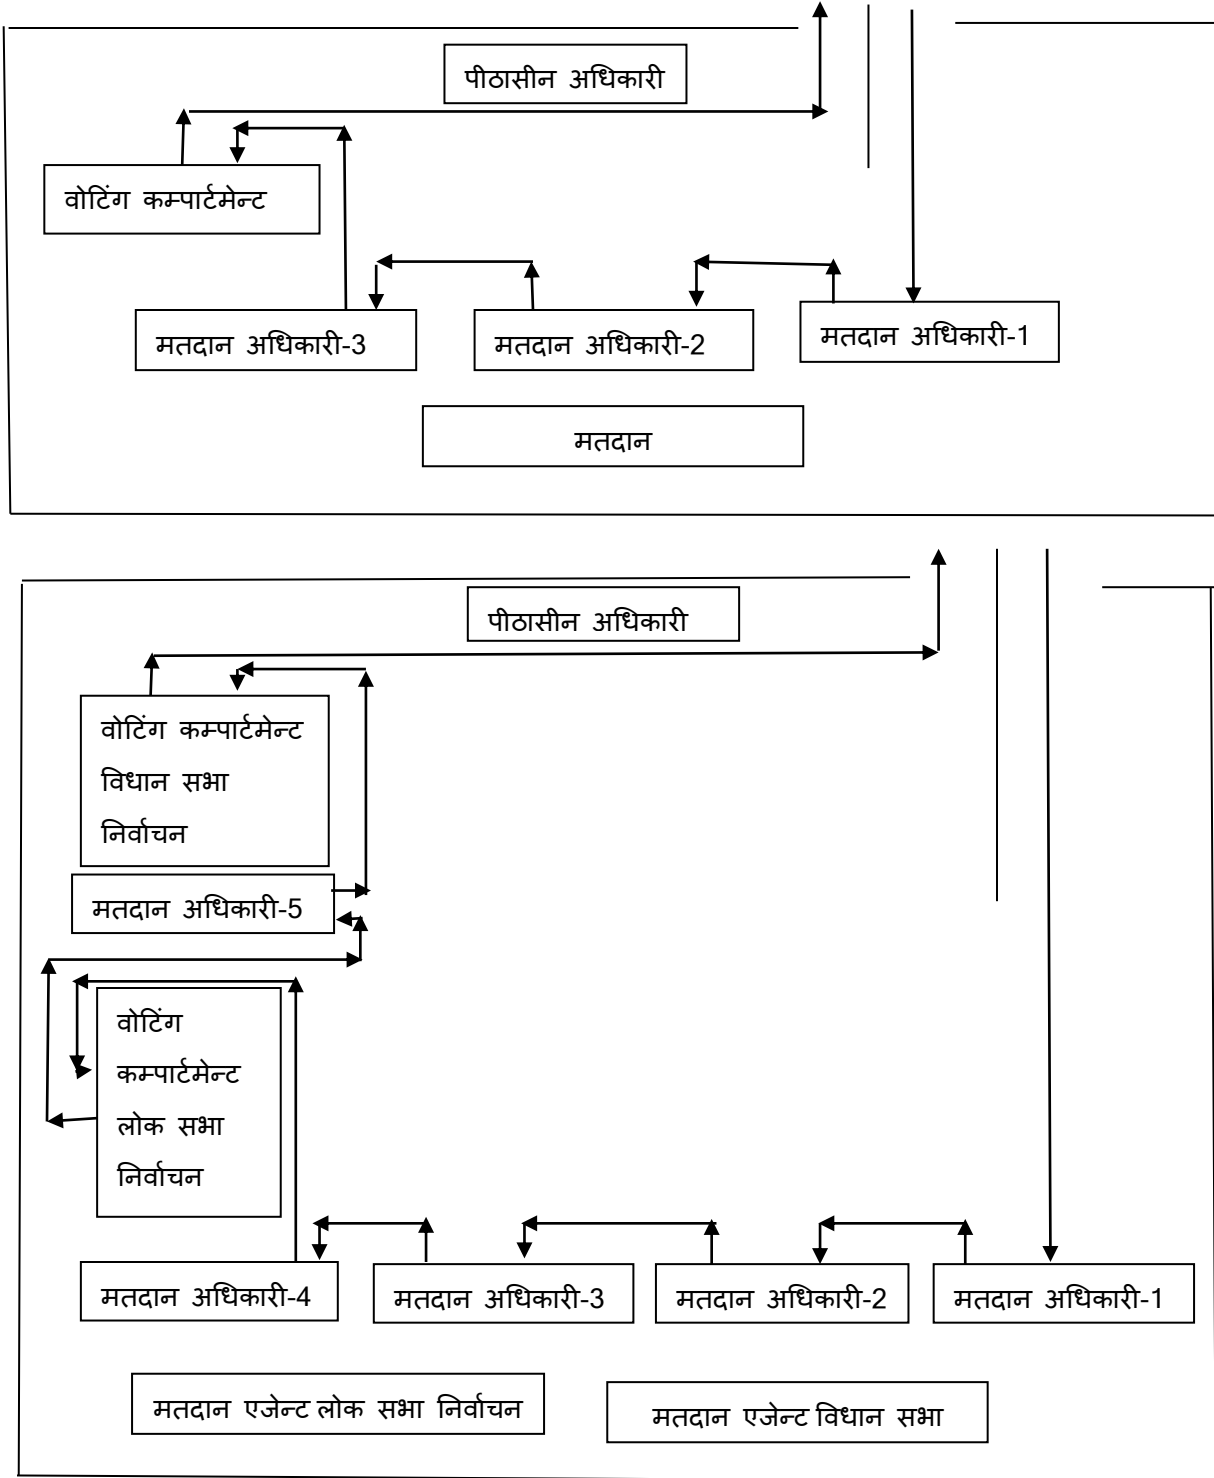 पीठासीन अधिकारी
वोटिंग कम्पार्टमेन्ट
मतदान अधिकारी-3
मतदान अधिकारी-2
मतदान अधिकारी-1
मतदान
पीठासीन अधिकारी
वोटिंग कम्पार्टमेन्ट
विधान सभा
निर्वाचन
मतदान अधिकारी-5
वोटिंग
कम्पार्टमेन्ट
लोक सभा
निर्वाचन
मतदान अधिकारी-4
मतदान अधिकारी-3
मतदान अधिकारी-2
मतदान अधिकारी-1
मतदान एजेन्ट लोक सभा निर्वाचन
मतदान एजेन्ट विधान सभा